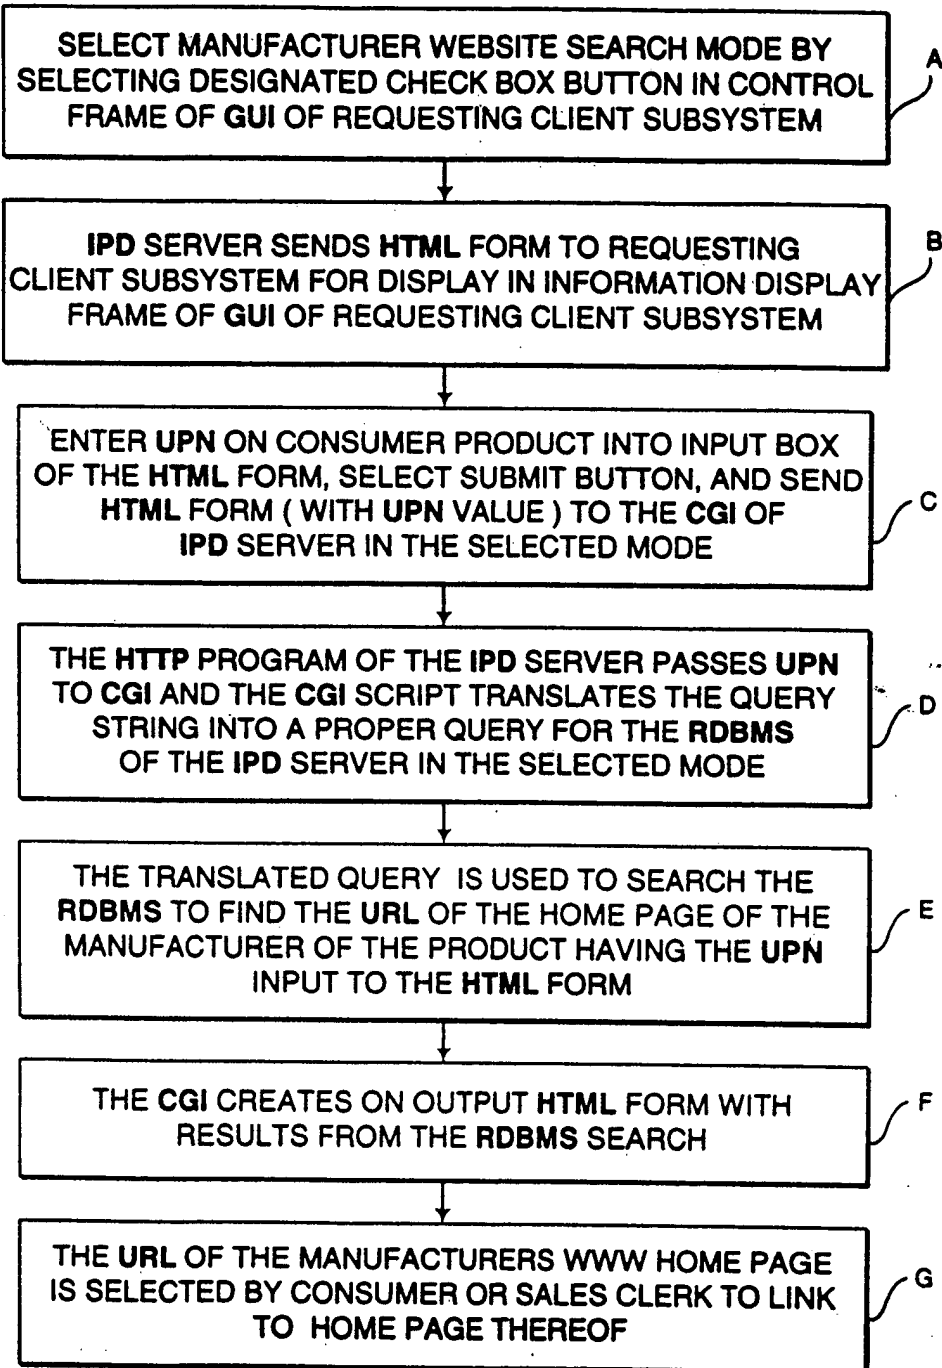 SELECT MANUFACTURER WEBSITE SEARCH MODE BY
SELECTING DESIGNATED CHECK BOX BUTTON IN CONTROL
FRAME OF GUI OF REQUESTING CLIENT SUBSYSTEM
A
IPD SERVER SENDS HTML FORM TO REQUESTING
CLIENT SUBSYSTEM FOR DISPLAY IN INFORMATION DISPLAY
FRAME OF GUI OF REQUESTING CLIENT SUBSYSTEM
B
ENTER UPN ON CONSUMER PRODUCT INTO INPUT BOX
OF THE HTML FORM, SELECT SUBMIT BUTTON, AND SEND
HTML FORM ( WITH UPN VALUE ) TO THE CGI OF
IPD SERVER IN THE SELECTED MODE
C
THE HTTP PROGRAM OF THE IPD SERVER PASSES UPN
TO CGI AND THE CGI SCRIPT TRANSLATES THE QUERY
STRING INTO A PROPER QUERY FOR THE RDBMS
OF THE IPD SERVER IN THE SELECTED MODE
D
THE TRANSLATED QUERY IS USED TO SEARCH THE
RDBMS TO FIND THE URL OF THE HOME PAGE OF THE
MANUFACTURER OF THE PRODUCT HAVING THE UPN
INPUT TO THE HTML FORM
E
THE CGI CREATES ON OUTPUT HTML FORM WITH
RESULTS FROM THE RDBMS SEARCH
F
THE URL OF THE MANUFACTURERS WWW HOME PAGE
IS SELECTED BY CONSUMER OR SALES CLERK TO LINK
TO HOME PAGE THEREOF
G